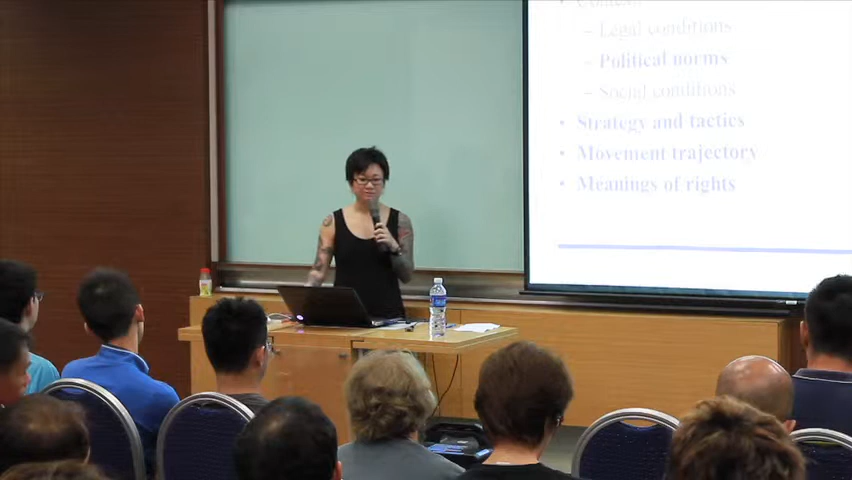 – Legal conditions
– Political norms
– Social conditions
• Strategy and tactics
• Movement trajectory
• Meanings of rights